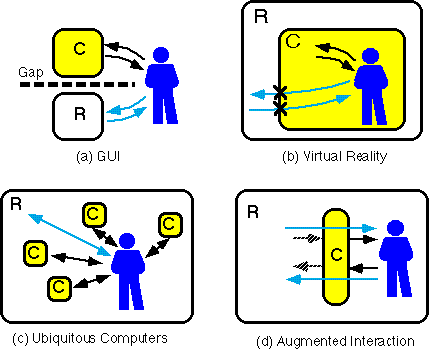 C
Gap
R
(a) GUI
R
C
(b) Virtual Reality
R
C
C
C
C
(c) Ubiquitous Computers
R
C
(d) Augmented Interaction